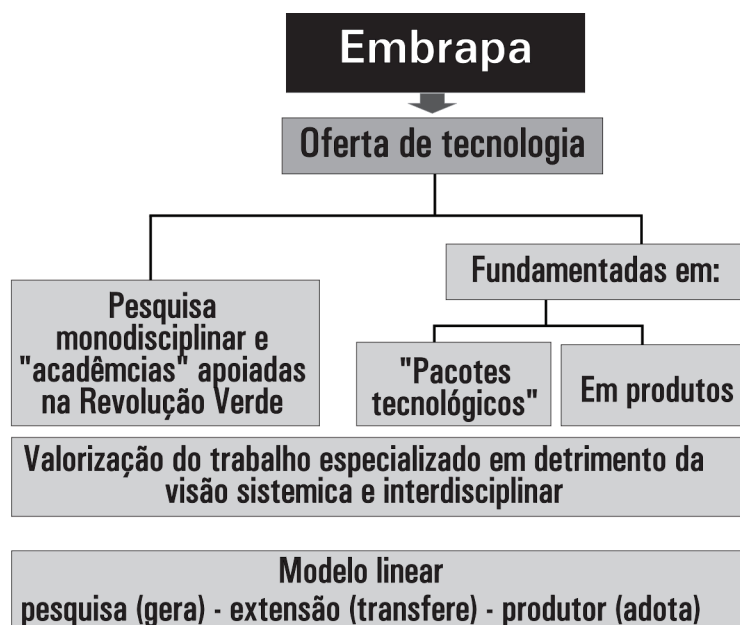 Embrapa
Oferta de tecnologia
Fundamentadas em:
Pesquisa
monodisciplinar e
"acadêmcias" apoiadas
na Revolução Verde
"Pacotes
tecnológicos"
Em produtos
Valorização do trabalho especializado em detrimento da
visão sistemica e interdisciplinar
Modelo linear
pesquisa (gera) - extensão (transfere) - produtor (adota)